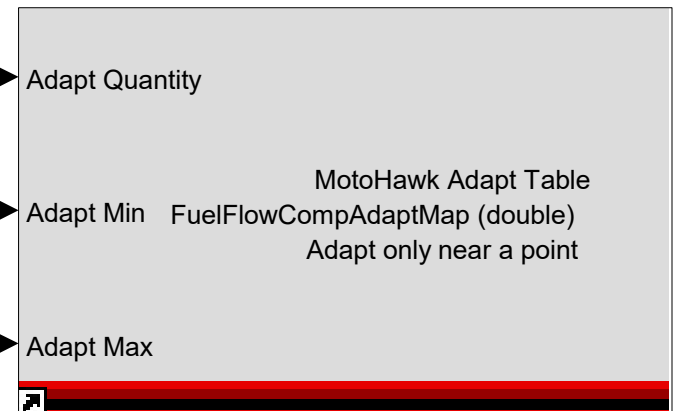 Adapt Quantity
MotoHawk Adapt Table
Adapt Min FuelFlowCompAdaptMap (double)
Adapt only near a point
Adapt Max